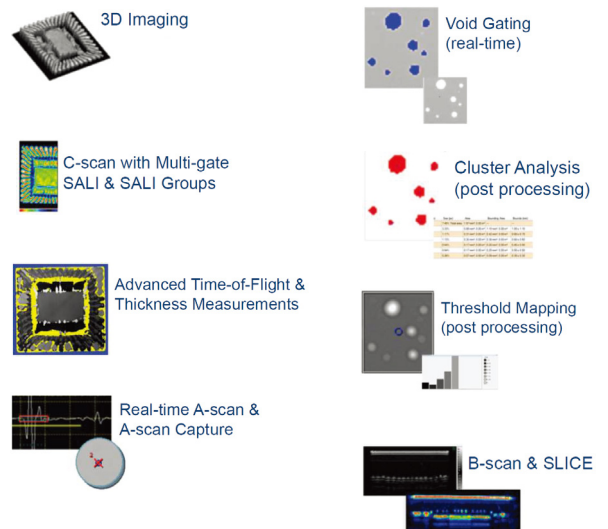 3D Imaging
C-scan with Multi-gate
SALI & SALI Groups
Advanced Time-of-Flight &
Thickness Measurements
Real-time A-scan &
A-scan Capture
Void Gating
(real-time)
Cluster Analysis
(post processing)
Threshold Mapping
(post processing)
B-scan & SLICE